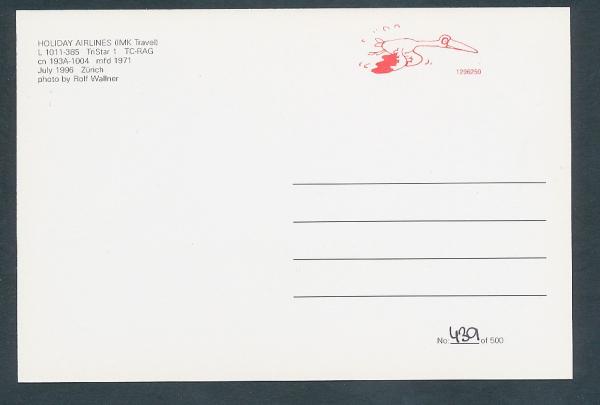 HOLIDAY AIRLINES (IMK Travel)
L 1011-385 TriStar 1 TC-RAG
cn 193A-1004 mfd 1971
July 1996 Zürich
photo by Rolf Wallner
1296250
No. 439 of 500